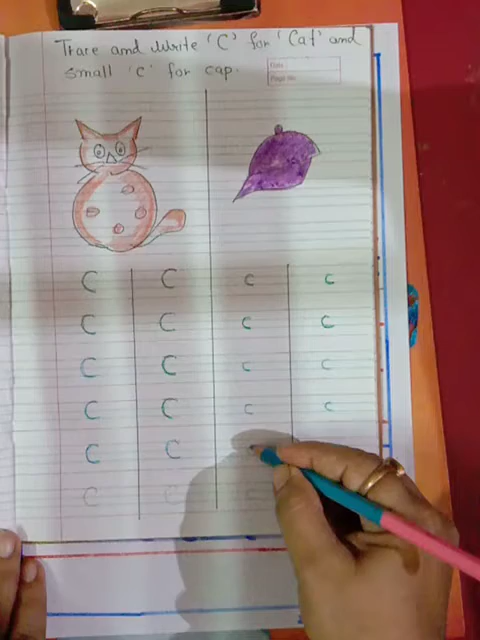 Trace and write 'C' for 'Cat' and
small 'c' for cap.
Date
Page No.
C C c c
C C c c
C C c c
C C c c
C C
C C c